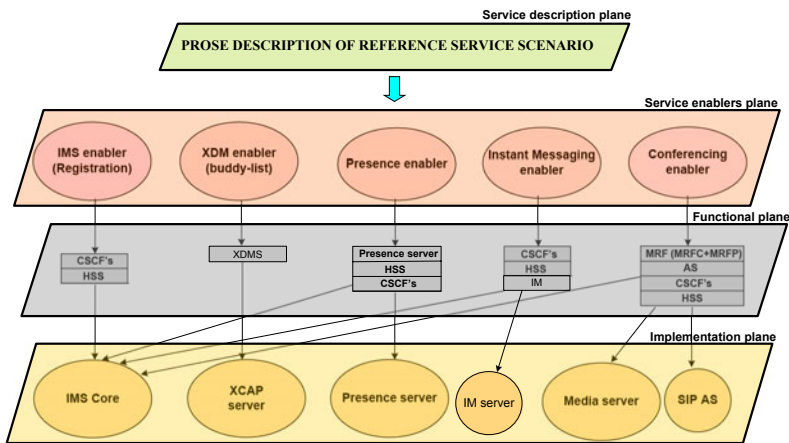 Service description plane
PROSE DESCRIPTION OF REFERENCE SERVICE SCENARIO
Service enablers plane
IMS enabler
(Registration)
XDM enabler
(buddy-list)
Presence enabler
Instant Messaging
enabler
Conferencing
enabler
Functional plane
CSCF's
HSS
XDMS
Presence server
HSS
CSCF's
CSCF's
HSS
IM
MRF (MRFC+MRFP)
AS
CSCF's
HSS
Implementation plane
IMS Core
XCAP
server
Presence server
IM server
Media server
SIP AS